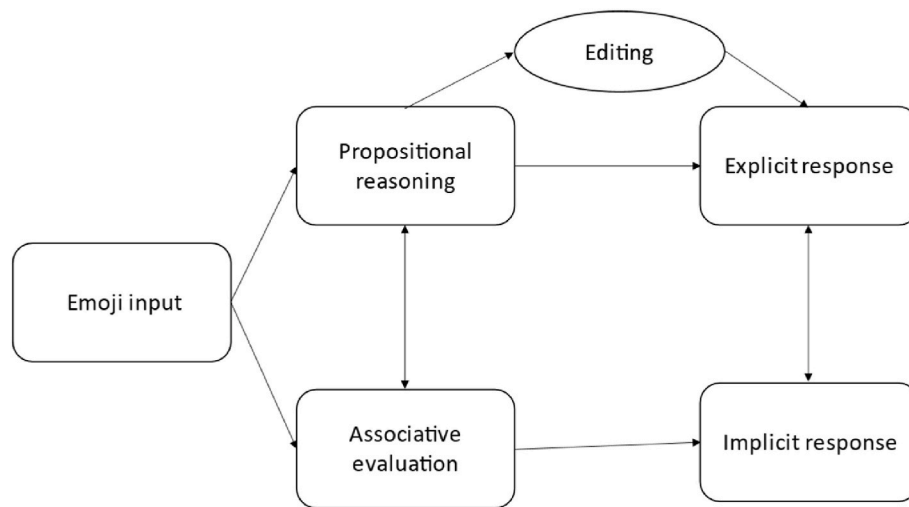 Editing
Propositional
reasoning
Explicit response
Emoji input
Associative
evaluation
Implicit response